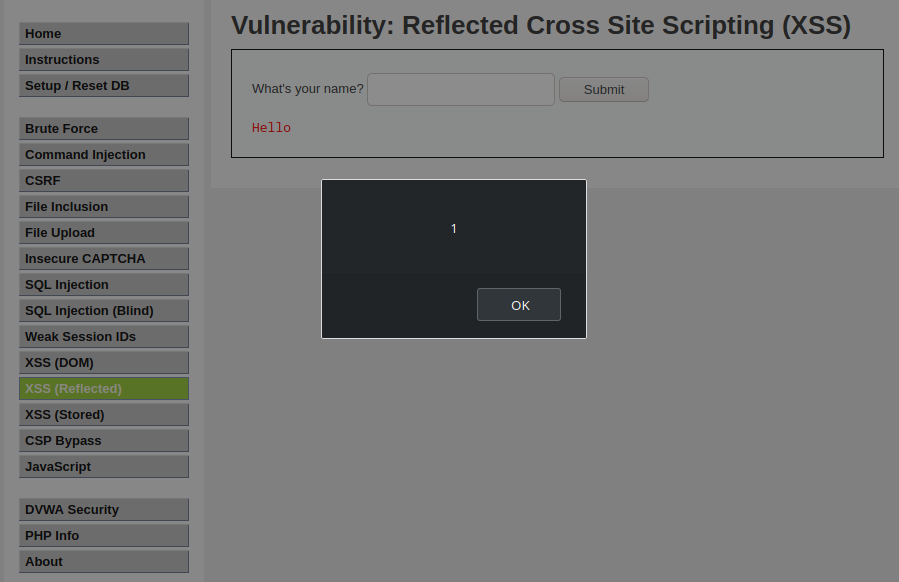 Home
Instructions
Setup / Reset DB
Brute Force
Command Injection
CSRF
File Inclusion
File Upload
Insecure CAPTCHA
SQL Injection
SQL Injection (Blind)
Weak Session IDs
XSS (DOM)
XSS (Reflected)
XSS (Stored)
CSP Bypass
JavaScript
DVWA Security
PHP Info
About
Vulnerability: Reflected Cross Site Scripting (XSS)
What's your name? Submit
Hello
1
OK